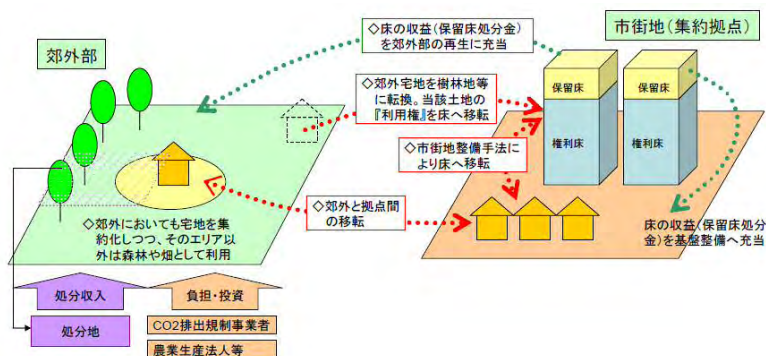 郊外部
◇床の収益(保留床処分金)
を郊外部の再生に充当
市街地(集約拠点)
◇郊外宅地を樹林地等
に転換。当該土地の
『利用権』を床へ移転
◇市街地整備手法に
より床へ移転
◇郊外と拠点間
の移転
保留床
保留床
権利床
権利床
◇郊外においても宅地を集
約化しつつ、そのエリア以
外は森林や畑として利用
床の収益(保留床処分
金)を基盤整備へ充当
処分収入
負担・投資
処分地
CO2排出規制事業者
農業生産法人等